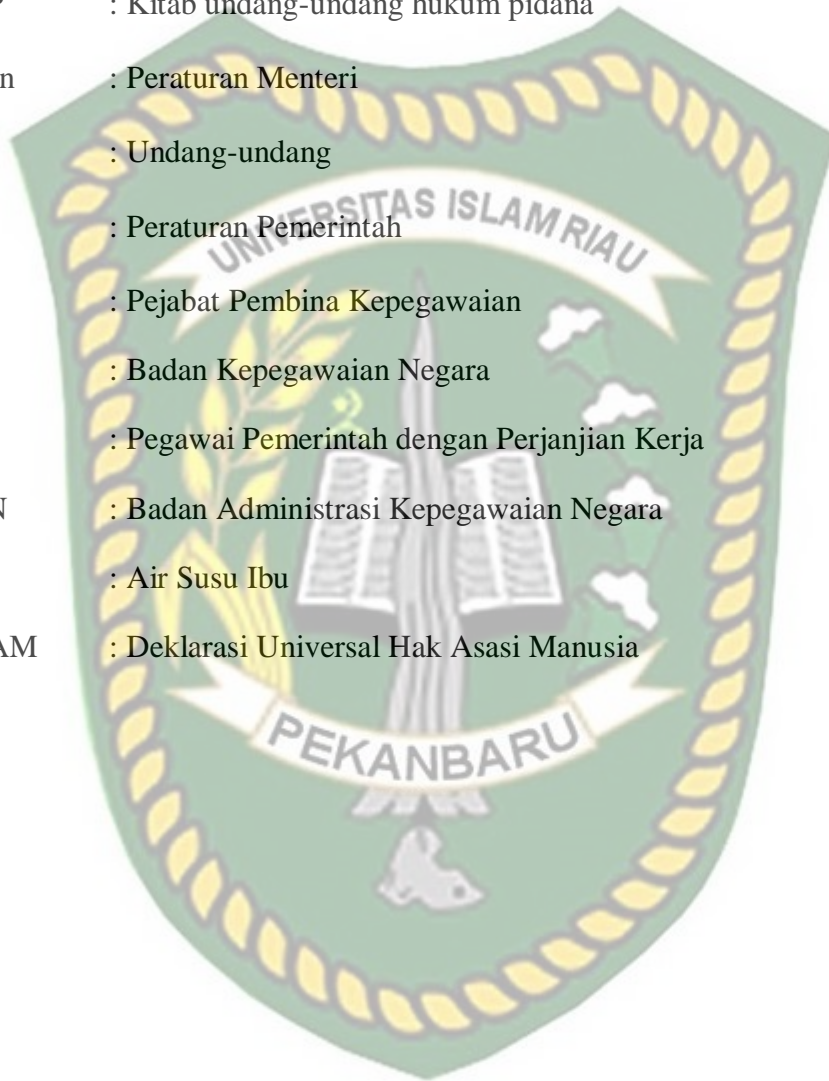 : Kitab undang-undang hukum pidana
n : Peraturan Menteri
: Undang-undang
UNIVERSITAS ISLAM RIAU
: Peraturan Pemerintah
: Pejabat Pembina Kepegawaian
: Badan Kepegawaian Negara
: Pegawai Pemerintah dengan Perjanjian Kerja
N : Badan Administrasi Kepegawaian Negara
: Air Susu Ibu
AM : Deklarasi Universal Hak Asasi Manusia
PEKANBARU